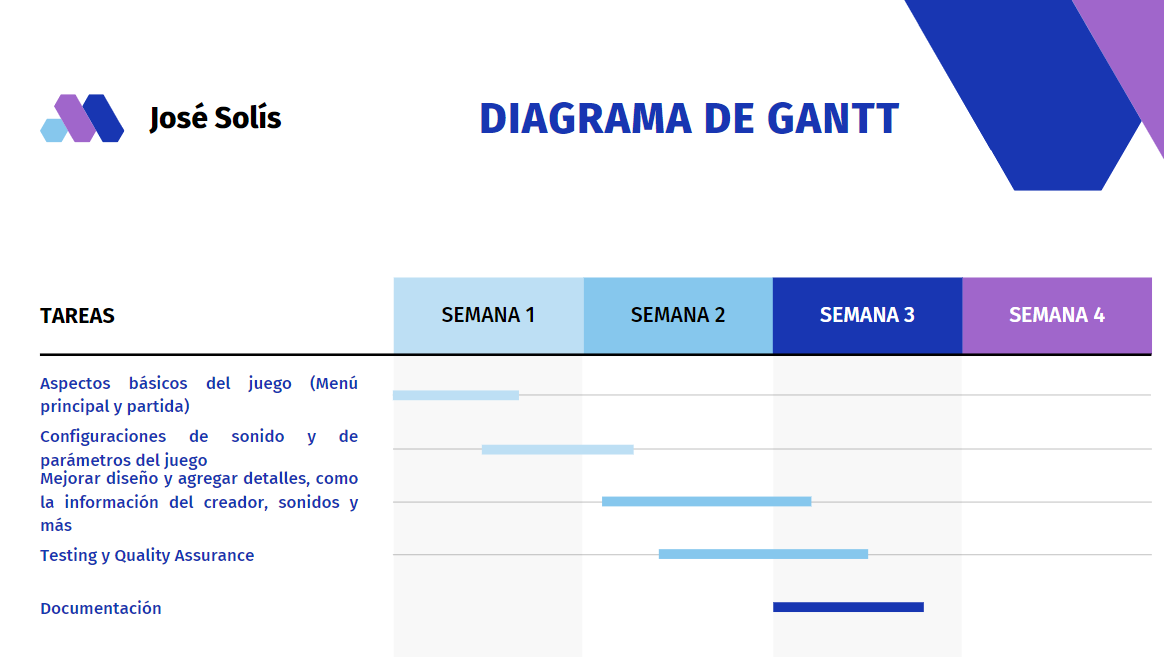 José Solís
DIAGRAMA DE GANTT
TAREAS
SEMANA 1
SEMANA 2
SEMANA 3
SEMANA 4
Aspectos básicos del juego (Menú
principal y partida)
Configuraciones de sonido y de
parámetros del juego
Mejorar diseño y agregar detalles, como
la información del creador, sonidos y
más
Testing y Quality Assurance
Documentación